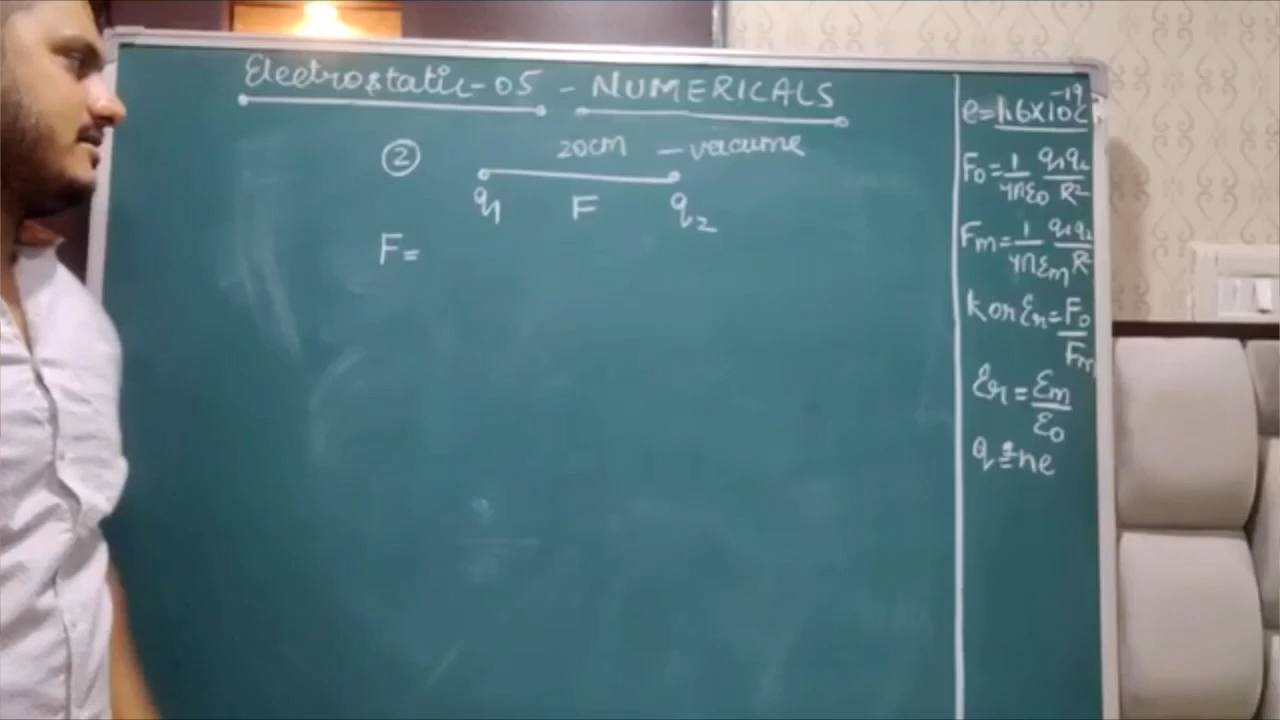 Electrostatic-05 - NUMERICALS
② 20cm - vacume
q₁ F q₂
F=
e=1.6x10⁻¹⁹C
F₀=1/4πε₀ q₁q₂/R²
Fm=1/4πεm q₁q₂/R²
K or εr=F₀/Fm
εr=εm/ε₀
q=±ne